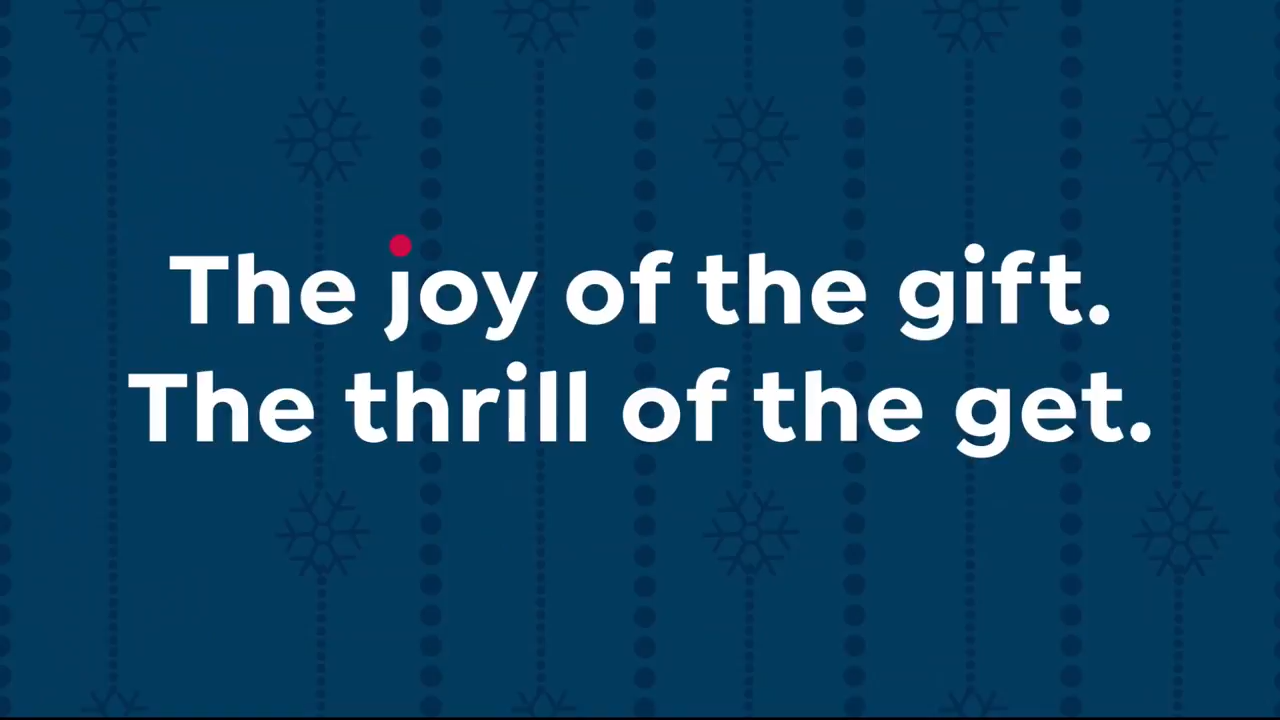 The joy of the gift.
The thrill of the get.